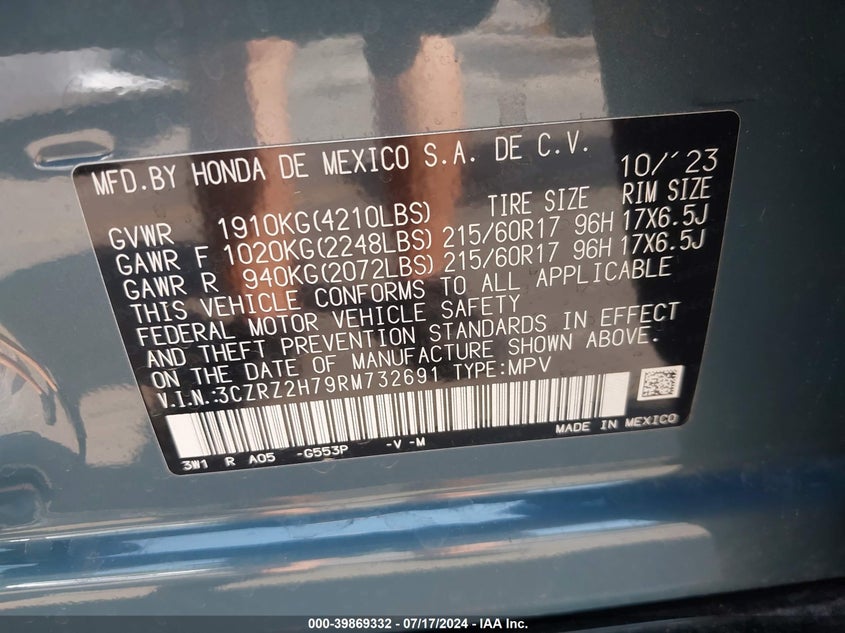 MFD.BY HONDA DE MEXICO S.A. DE C.V. 10/'23
TIRE SIZE RIM SIZE
GVWR 1910KG(4210LBS)
GAWR F 1020KG(2248LBS) 215/60R17 96H 17X6.5J
GAWR R 940KG(2072LBS) 215/60R17 96H 17X6.5J
THIS VEHICLE CONFORMS TO ALL APPLICABLE
FEDERAL MOTOR VEHICLE SAFETY
AND THEFT PREVENTION STANDARDS IN EFFECT
ON THE DATE OF MANUFACTURE SHOWN ABOVE.
V.I.N.:3CZRZ2H79RM732691 TYPE:MPV
3W1 R A05 -G553P -V -M MADE IN MEXICO
000-39869332 - 07/17/2024 - IAA Inc.